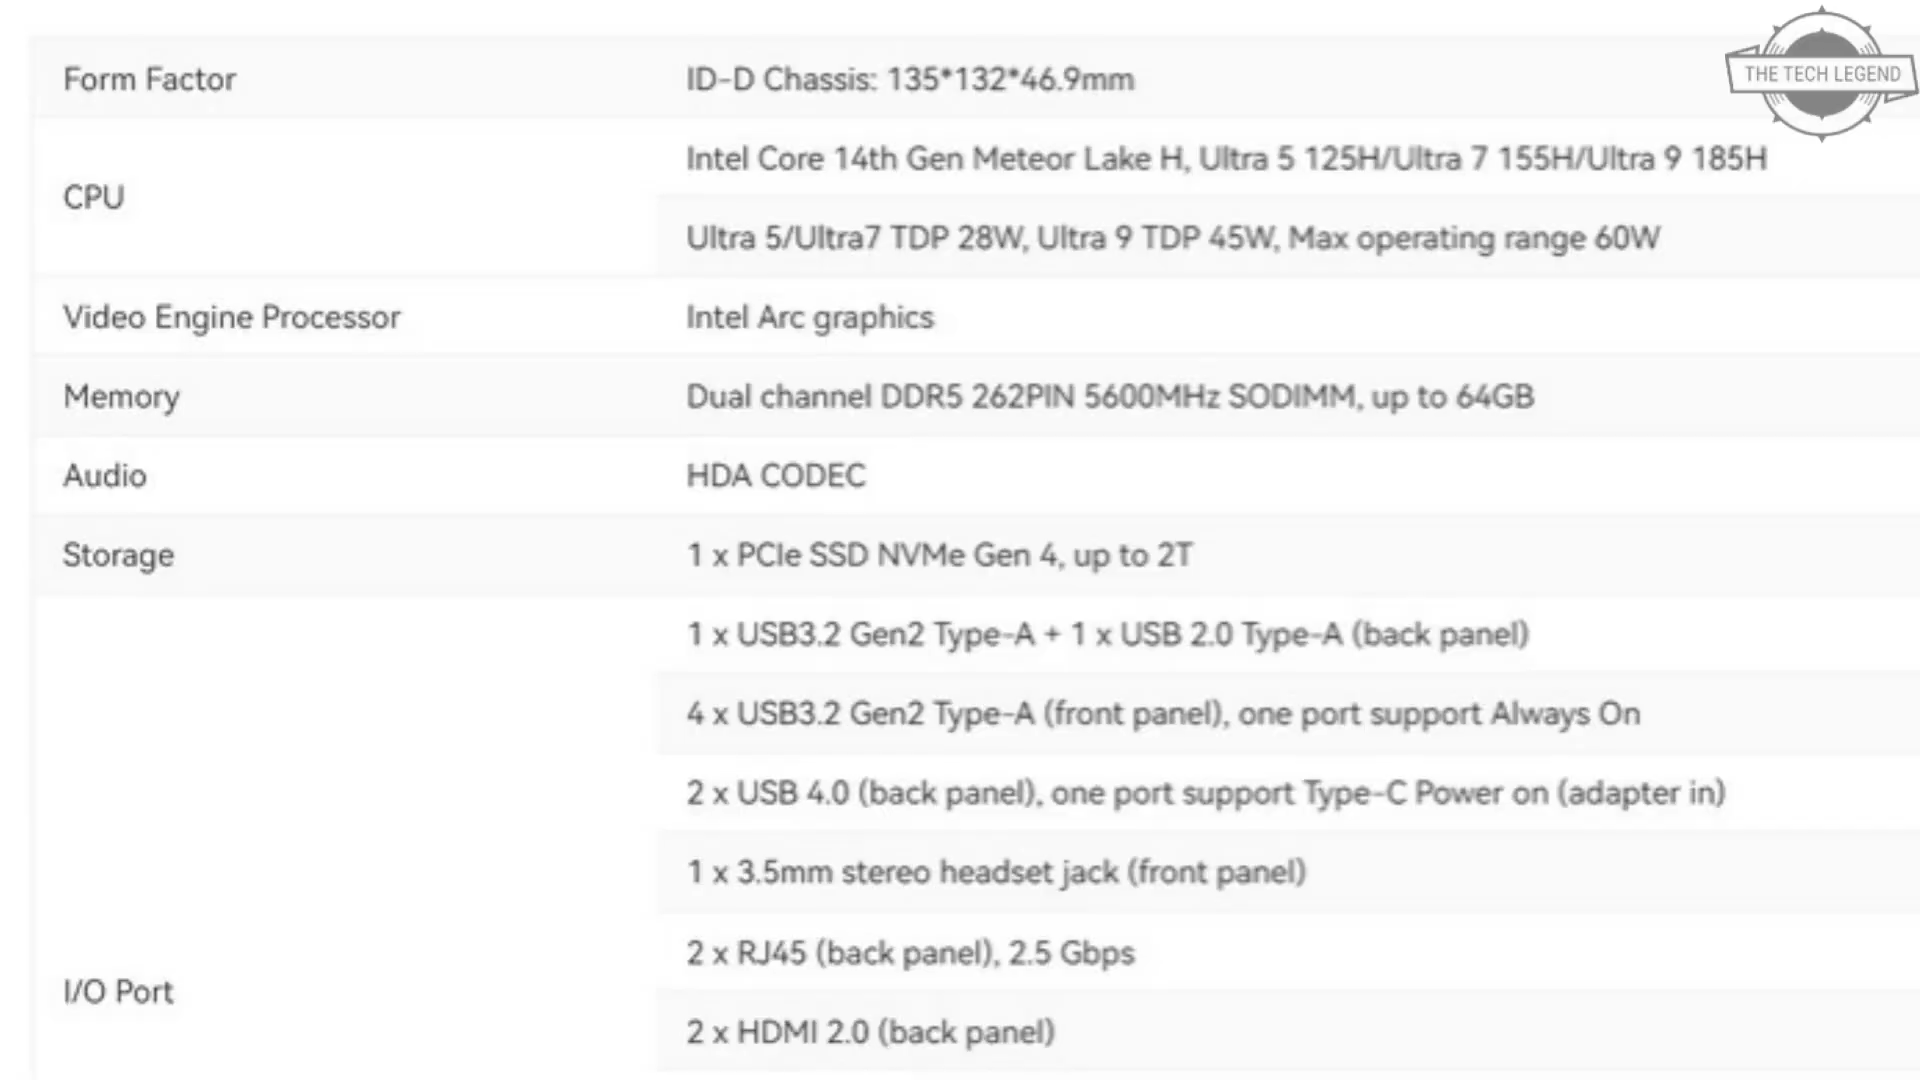 THE TECH LEGEND
Form Factor
ID-D Chassis: 135*132*46.9mm
CPU
Intel Core 14th Gen Meteor Lake H, Ultra 5 125H/Ultra 7 155H/Ultra 9 185H
Ultra 5/Ultra7 TDP 28W, Ultra 9 TDP 45W, Max operating range 60W
Video Engine Processor
Intel Arc graphics
Memory
Dual channel DDR5 262PIN 5600MHz SODIMM, up to 64GB
Audio
HDA CODEC
Storage
1 x PCIe SSD NVMe Gen 4, up to 2T
I/O Port
1 x USB3.2 Gen2 Type-A + 1 x USB 2.0 Type-A (back panel)
4 x USB3.2 Gen2 Type-A (front panel), one port support Always On
2 x USB 4.0 (back panel), one port support Type-C Power on (adapter in)
1 x 3.5mm stereo headset jack (front panel)
2 x RJ45 (back panel), 2.5 Gbps
2 x HDMI 2.0 (back panel)